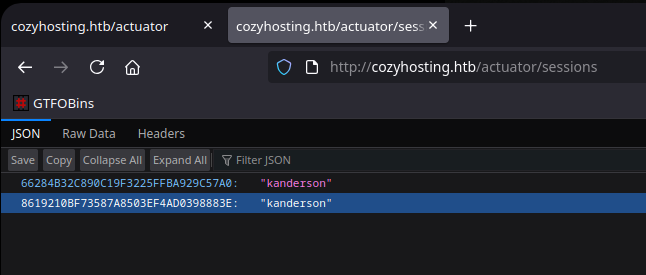 cozyhosting.htb/actuator × cozyhosting.htb/actuator/sess × +
http://cozyhosting.htb/actuator/sessions
GTFOBins
JSON Raw Data Headers
Save Copy Collapse All Expand All Filter JSON
66284B32C890C19F3225FFBA929C57A0: "kanderson"
8619210BF73587A8503EF4AD0398883E: "kanderson"